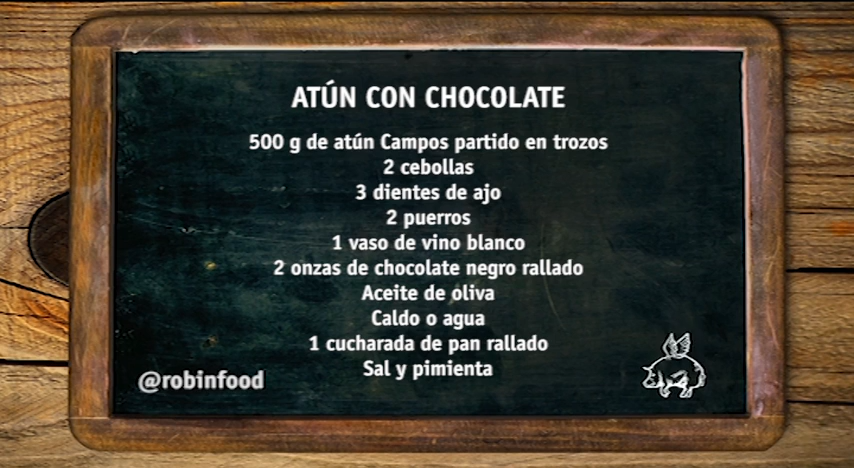 ATÚN CON CHOCOLATE
500 g de atún Campos partido en trozos
2 cebollas
3 dientes de ajo
2 puerros
1 vaso de vino blanco
2 onzas de chocolate negro rallado
Aceite de oliva
Caldo o agua
1 cucharada de pan rallado
Sal y pimienta
@robinfood